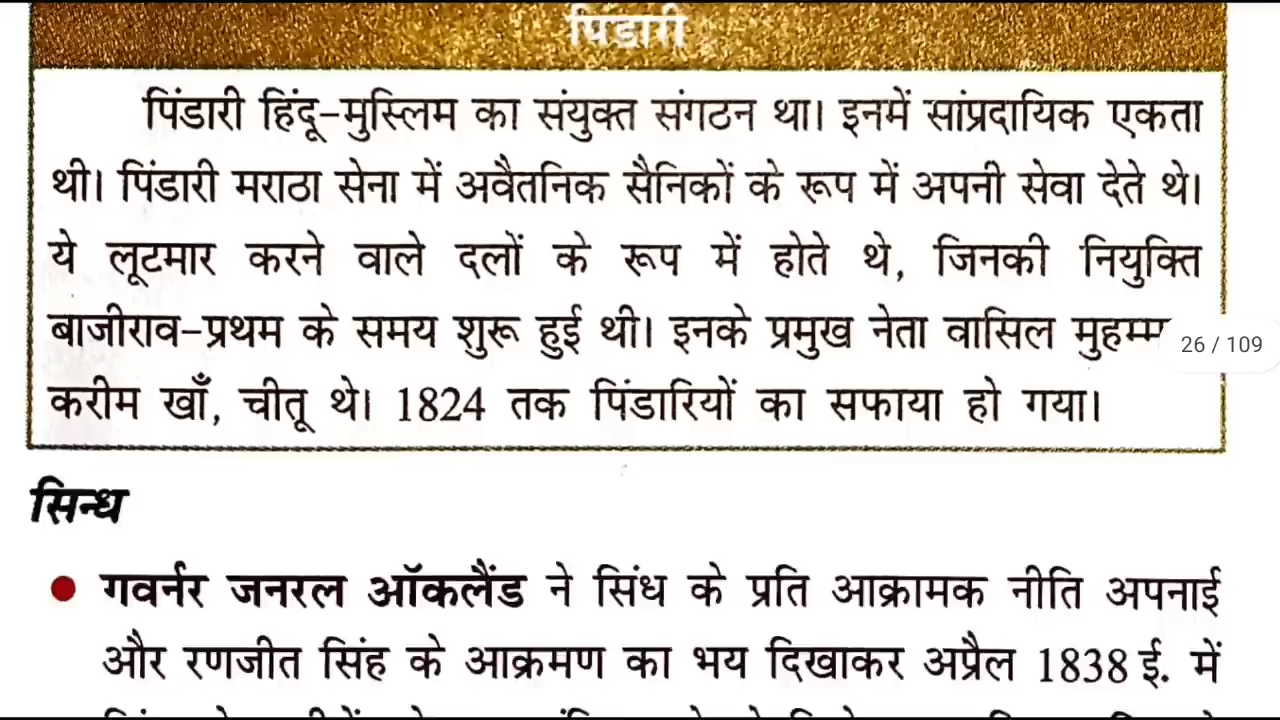 पिंडारी
पिंडारी हिंदू-मुस्लिम का संयुक्त संगठन था। इनमें सांप्रदायिक एकता
थी। पिंडारी मराठा सेना में अवैतनिक सैनिकों के रूप में अपनी सेवा देते थे।
ये लूटमार करने वाले दलों के रूप में होते थे, जिनकी नियुक्ति
बाजीराव-प्रथम के समय शुरू हुई थी। इनके प्रमुख नेता वासिल
26 / 109
करीम खाँ, चीतू थे। 1824 तक पिंडारियों का सफाया हो गया।
सिन्ध
• गवर्नर जनरल ऑकलैंड ने सिंध के प्रति आक्रामक नीति अपनाई
और रणजीत सिंह के आक्रमण का भय दिखाकर अप्रैल 1838 ई. में